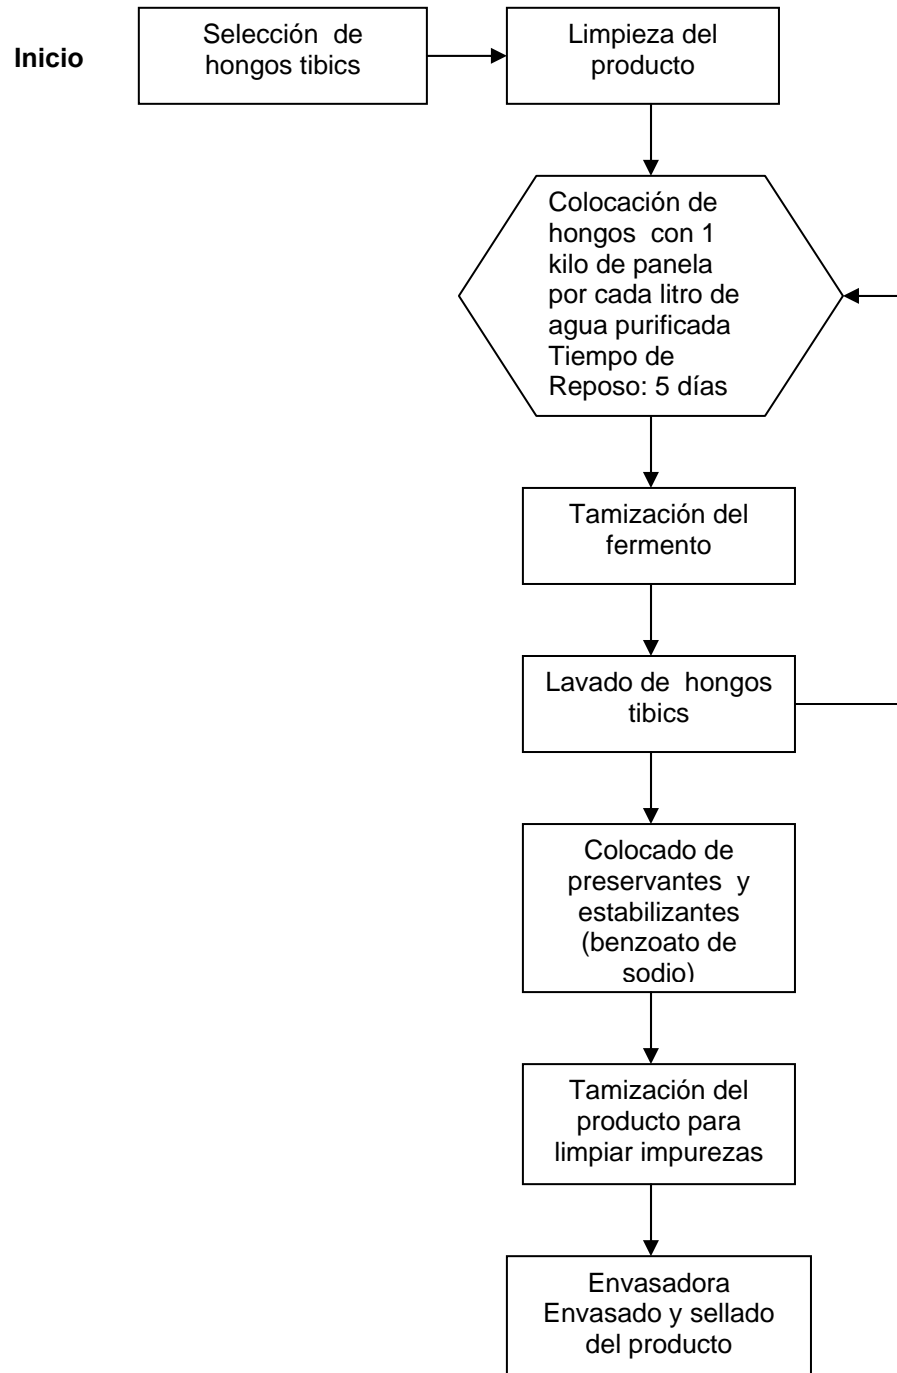 Inicio
Selección de
hongos tibics
Limpieza del
producto
Colocación de
hongos con 1
kilo de panela
por cada litro de
agua purificada
Tiempo de
Reposo: 5 días
Tamización del
fermento
Lavado de hongos
tibics
Colocado de
preservantes y
estabilizantes
(benzoato de
sodio)
Tamización del
producto para
limpiar impurezas
Envasadora
Envasado y sellado
del producto